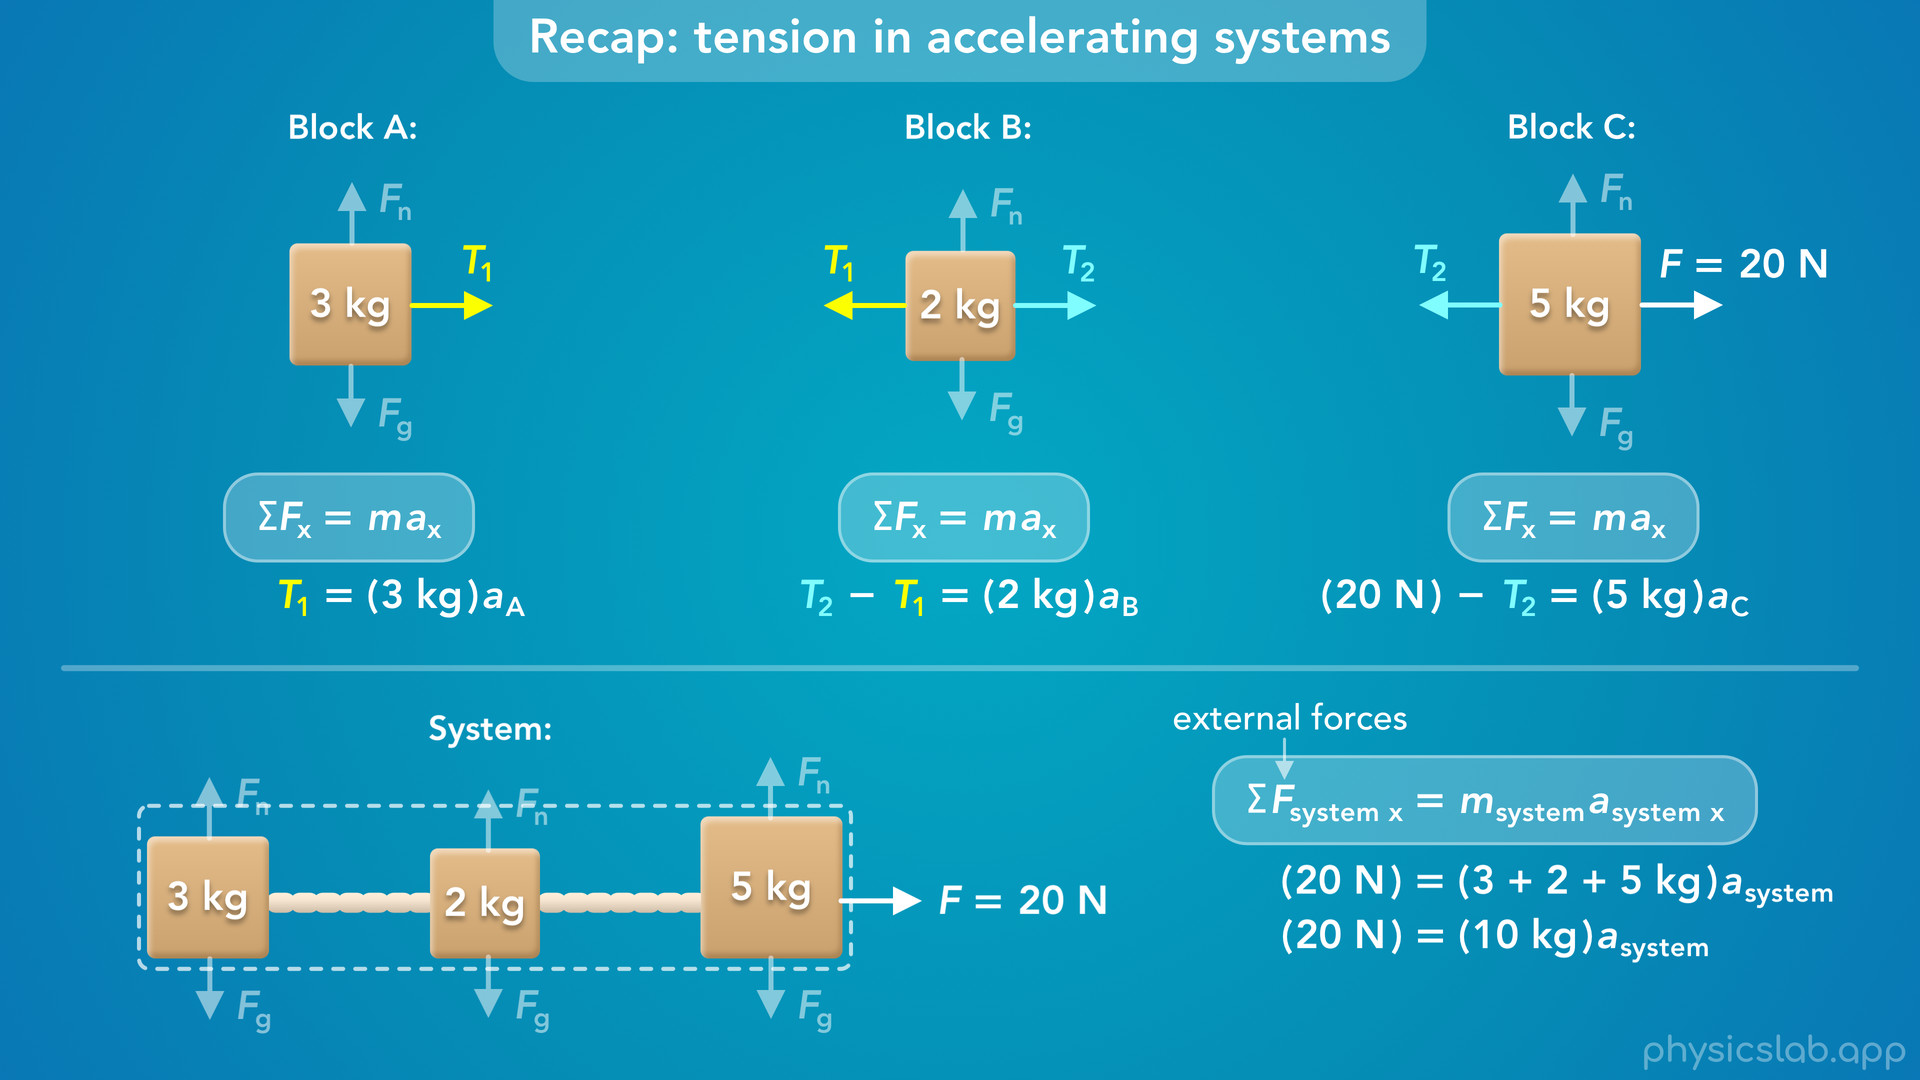 Recap: tension in accelerating systems
Block A:
Block B:
Block C:
Fn
Fn
Fn
T1
T1
T2
T2
F = 20 N
3 kg
2 kg
5 kg
Fg
Fg
Fg
ΣFx = max
ΣFx = max
ΣFx = max
T1 = (3 kg)aA
T2 − T1 = (2 kg)aB
(20 N) − T2 = (5 kg)aC
System:
Fn
Fn
Fn
3 kg
2 kg
5 kg
F = 20 N
Fg
Fg
Fg
external forces
ΣFsystem x = msystem asystem x
(20 N) = (3 + 2 + 5 kg)asystem
(20 N) = (10 kg)asystem
physicslab.app